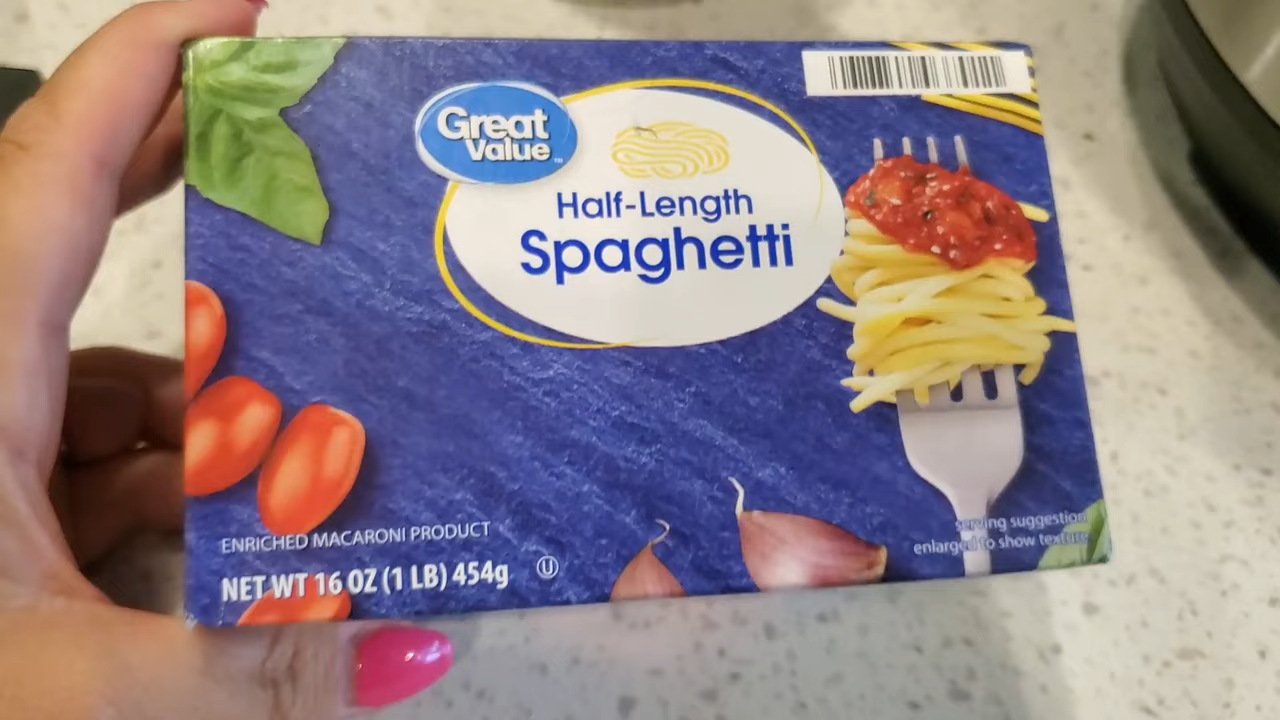 Great
Value™
Half-Length
Spaghetti
ENRICHED MACARONI PRODUCT
NET WT 16 OZ (1 LB) 454g
U
serving suggestion
enlarged to show texture